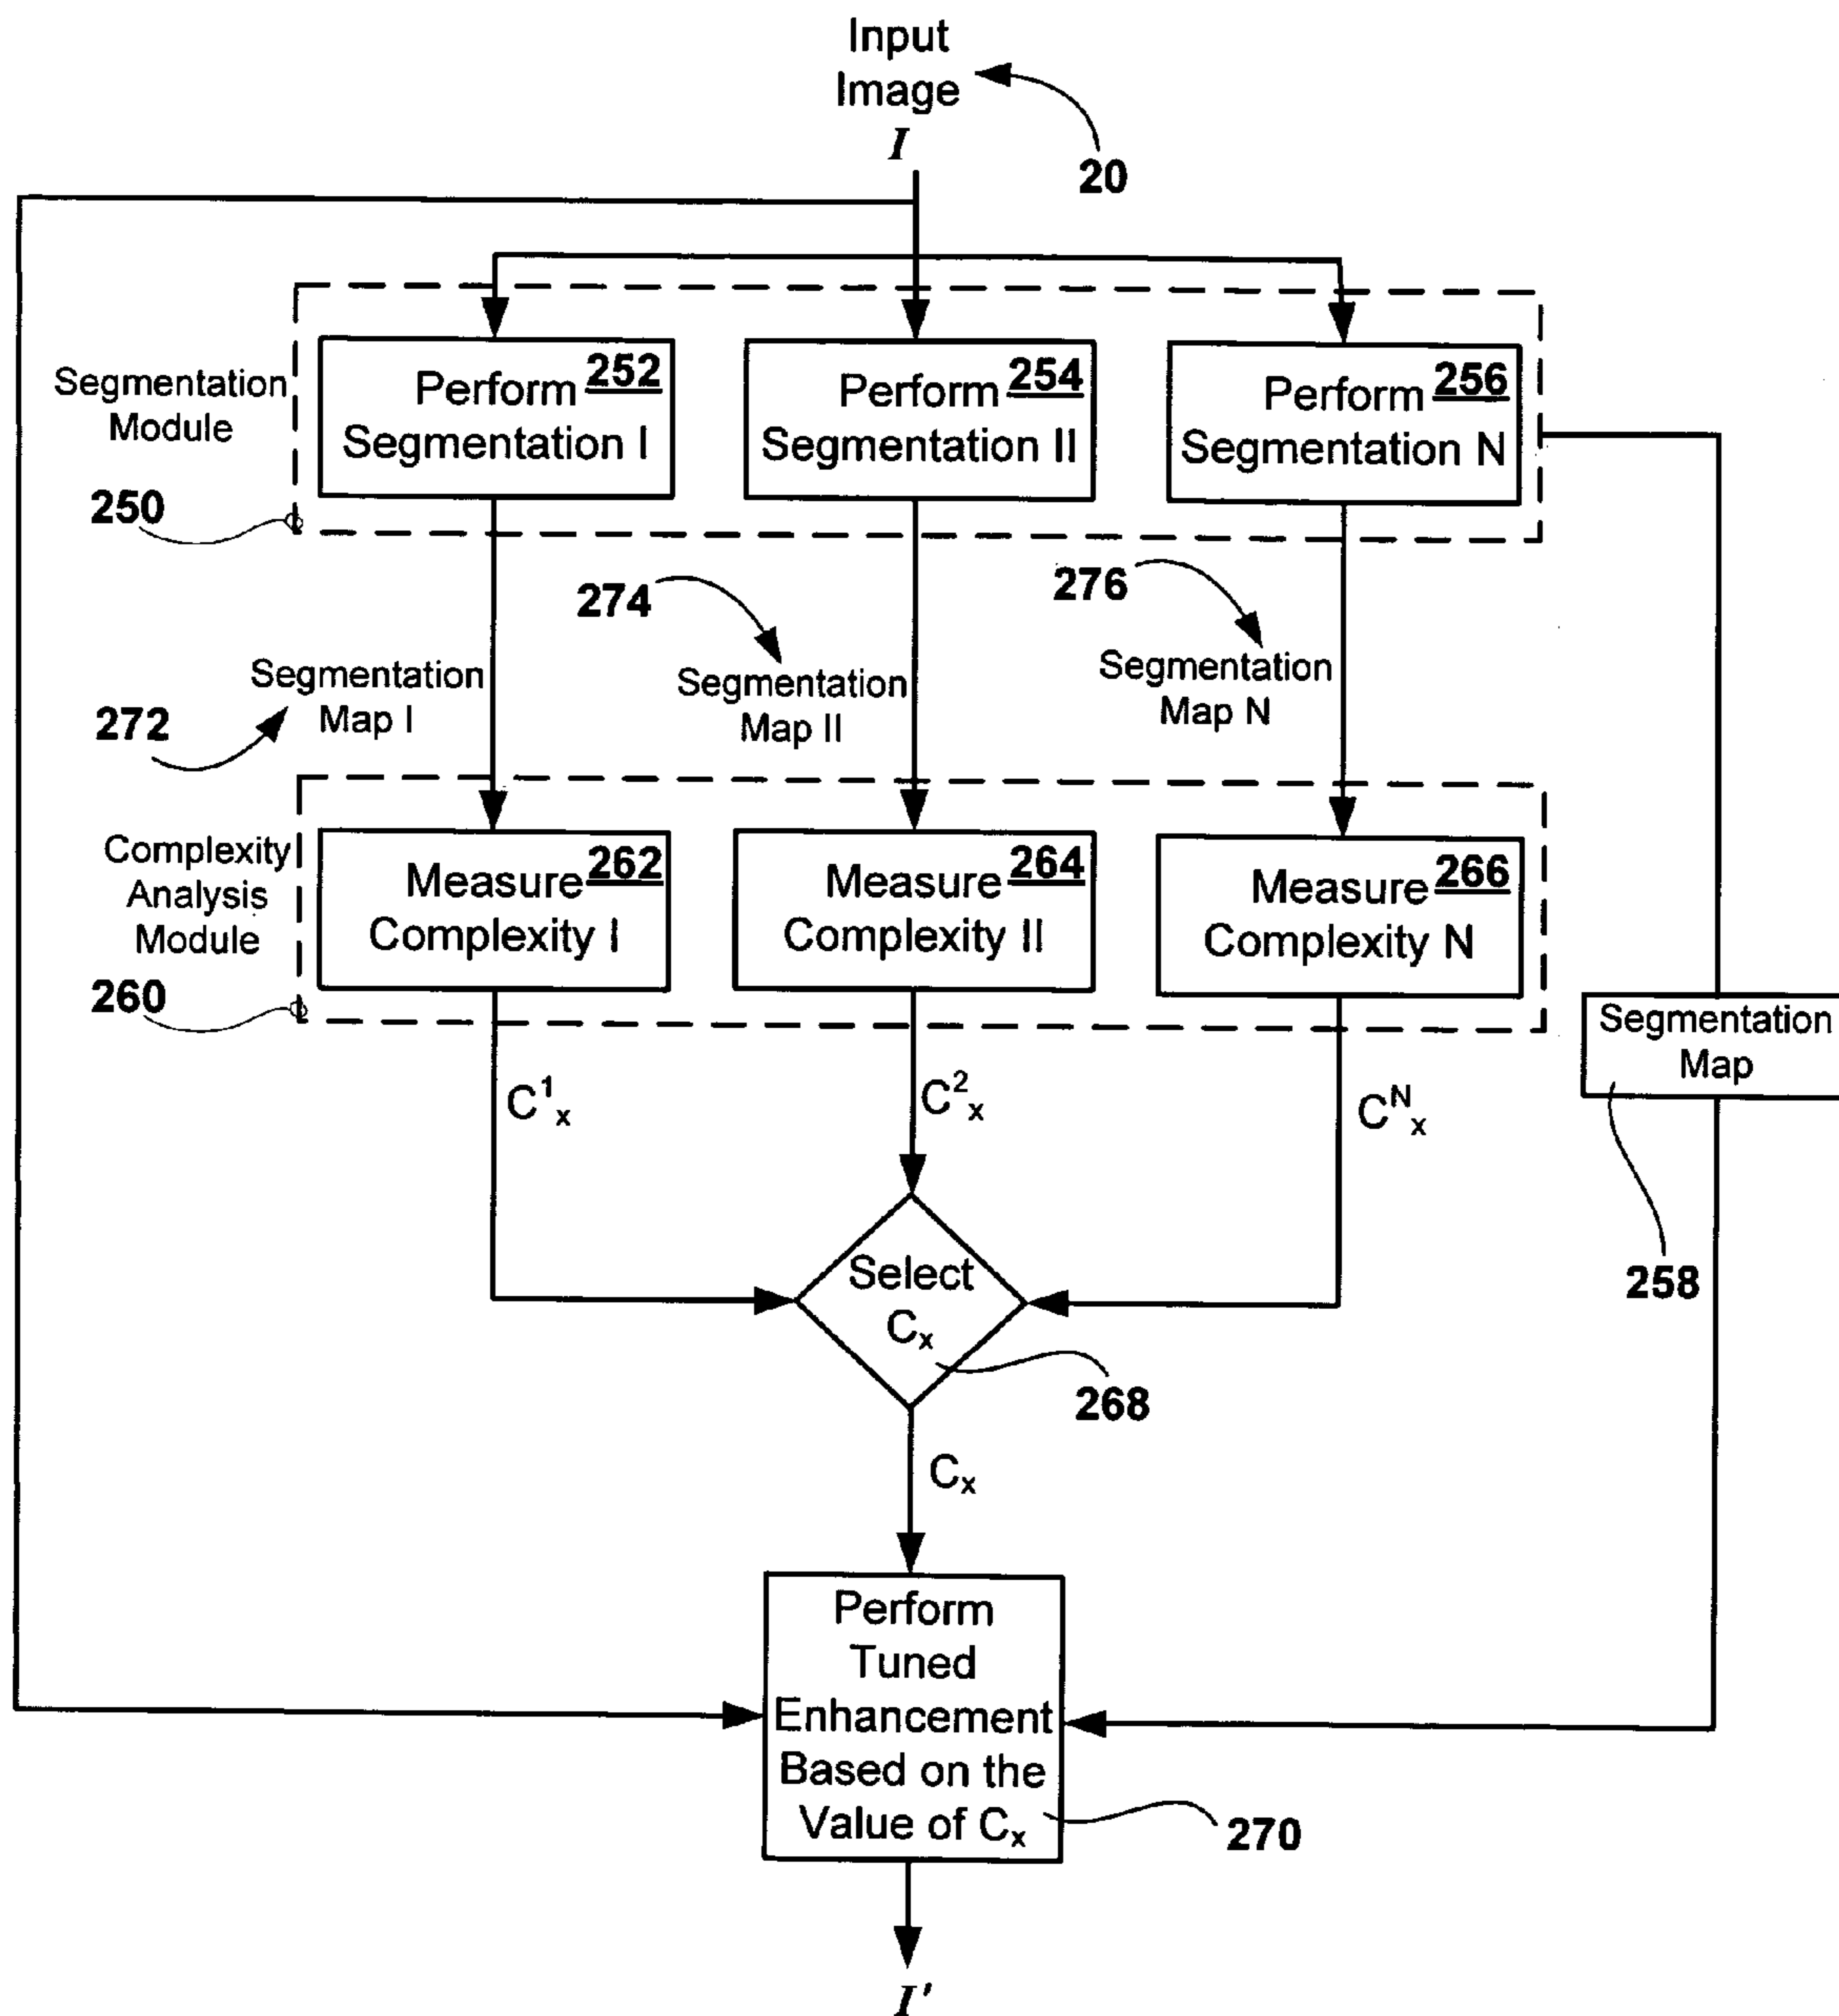 Input
Image
I
20
Segmentation
Module
250
Perform 252
Segmentation I
Perform 254
Segmentation II
Perform 256
Segmentation N
272
Segmentation
Map I
274
Segmentation
Map II
276
Segmentation
Map N
Complexity
Analysis
Module
260
Measure 262
Complexity I
Measure 264
Complexity II
Measure 266
Complexity N
Segmentation
Map
258
C¹ₓ
C²ₓ
Cᴺₓ
Select
Cₓ
268
Cₓ
Perform
Tuned
Enhancement
Based on the
Value of Cₓ
270
I'